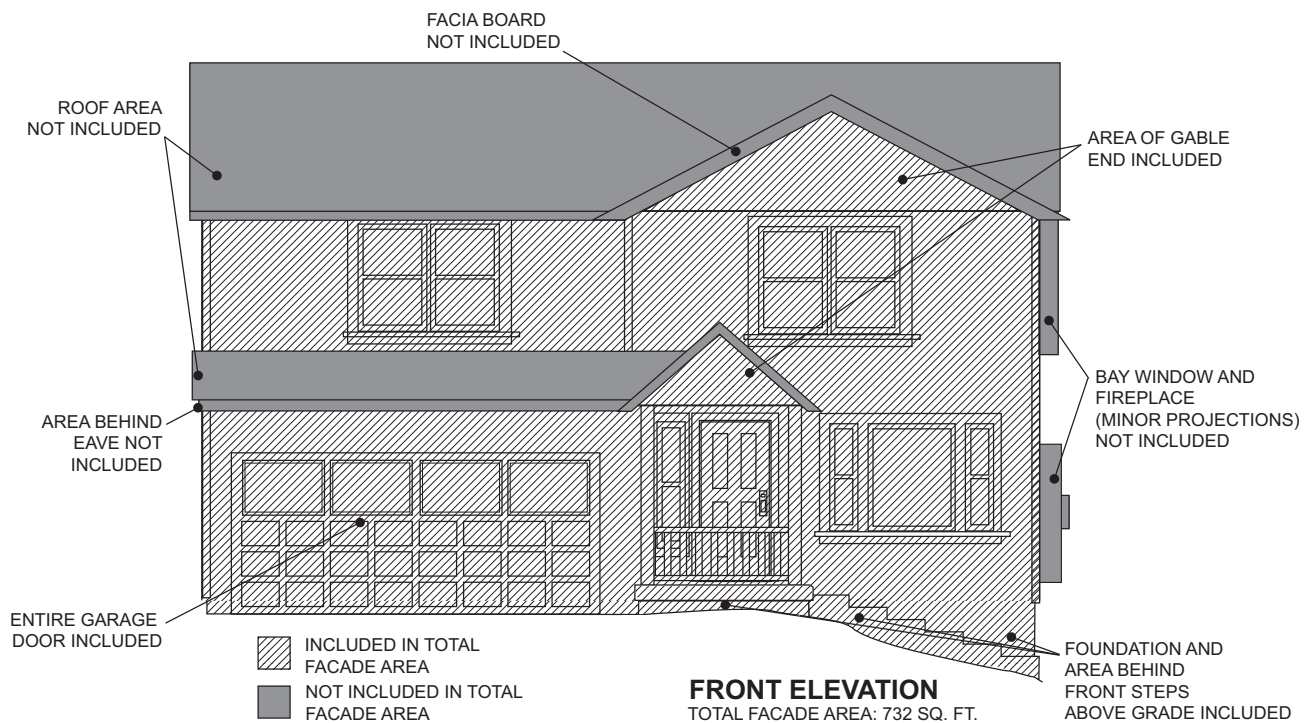 FACIA BOARD
NOT INCLUDED
ROOF AREA
NOT INCLUDED
AREA OF GABLE
END INCLUDED
AREA BEHIND
EAVE NOT
INCLUDED
BAY WINDOW AND
FIREPLACE
(MINOR PROJECTIONS)
NOT INCLUDED
ENTIRE GARAGE
DOOR INCLUDED
INCLUDED IN TOTAL
FACADE AREA
NOT INCLUDED IN TOTAL
FACADE AREA
FRONT ELEVATION
TOTAL FACADE AREA: 732 SQ. FT.
FOUNDATION AND
AREA BEHIND
FRONT STEPS
ABOVE GRADE INCLUDED